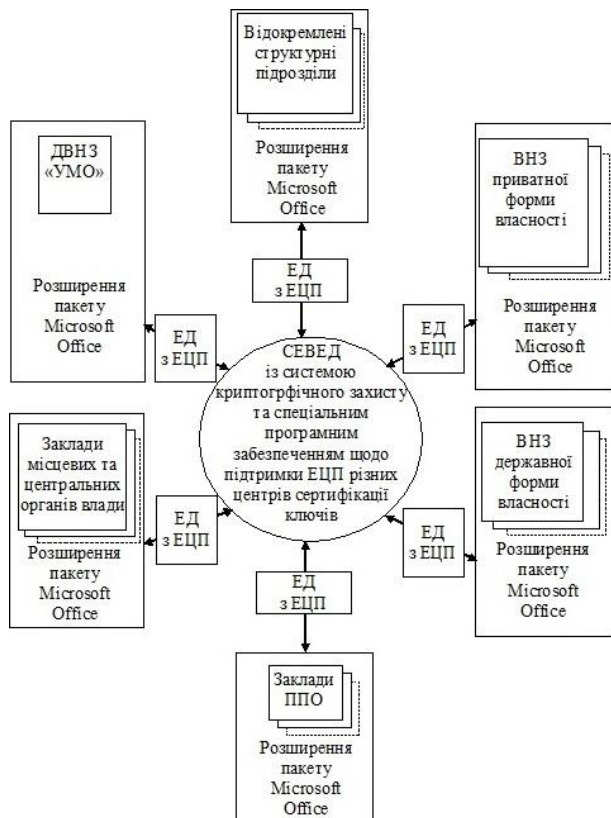 Відокремлені
структурні
підрозділи
Розширення
пакету
Microsoft
Office
ДВНЗ
«УМО»
Розширення
пакету
Microsoft
Office
ВНЗ
приватної
форми
власності
Розширення
пакету
Microsoft
Office
ЕД
з ЕЦП
ЕД
з ЕЦП
ЕД
з ЕЦП
СЕВЕД
із системою
криптогрфічного захисту
та спеціальним
програмним
забезпеченням щодо
підтримки ЕЦП різних
центрів сертифікації
ключів
Заклади
місцевих та
центральних
органів влади
Розширення
пакету
Microsoft
Office
ЕД
з ЕЦП
ВНЗ
державної
форми
власності
Розширення
пакету
Microsoft
Office
ЕД
з ЕЦП
ЕД
з ЕЦП
Заклади
ППО
Розширення
пакету
Microsoft
Office